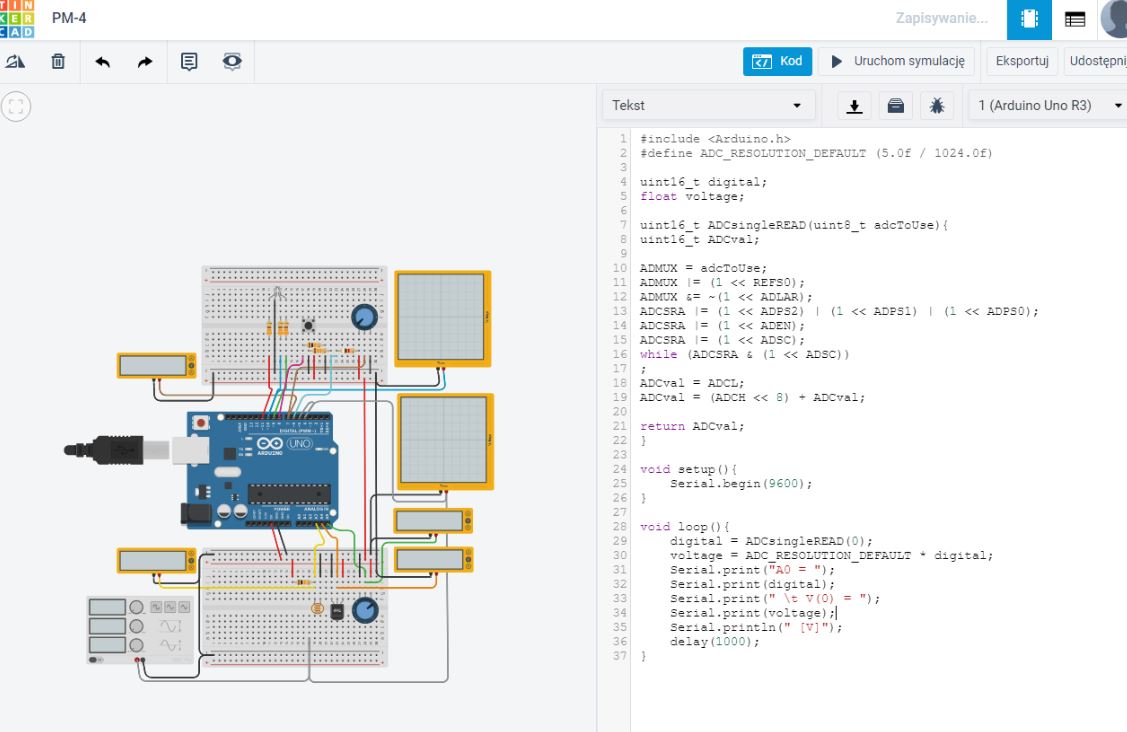 TIN
KER
CAD
PM-4
Zapisywanie...
Kod
Uruchom symulację
Eksportuj
Udostępnij
Tekst
1 (Arduino Uno R3)
1 #include <Arduino.h>
2 #define ADC_RESOLUTION_DEFAULT (5.0f / 1024.0f)
3
4 uint16_t digital;
5 float voltage;
6
7 uint16_t ADCsingleREAD(uint8_t adcToUse){
8 uint16_t ADCval;
9
10 ADMUX = adcToUse;
11 ADMUX |= (1 << REFS0);
12 ADMUX &= ~(1 << ADLAR);
13 ADCSRA |= (1 << ADPS2) | (1 << ADPS1) | (1 << ADPS0);
14 ADCSRA |= (1 << ADEN);
15 ADCSRA |= (1 << ADSC);
16 while (ADCSRA & (1 << ADSC))
17 ;
18 ADCval = ADCL;
19 ADCval = (ADCH << 8) + ADCval;
20
21 return ADCval;
22 }
23
24 void setup(){
25 Serial.begin(9600);
26 }
27
28 void loop(){
29 digital = ADCsingleREAD(0);
30 voltage = ADC_RESOLUTION_DEFAULT * digital;
31 Serial.print("A0 = ");
32 Serial.print(digital);
33 Serial.print(" \t V(0) = ");
34 Serial.print(voltage);
35 Serial.println(" [V]");
36 delay(1000);
37 }
DIGITAL (PWM~)
UNO
ARDUINO
POWER
ANALOG IN